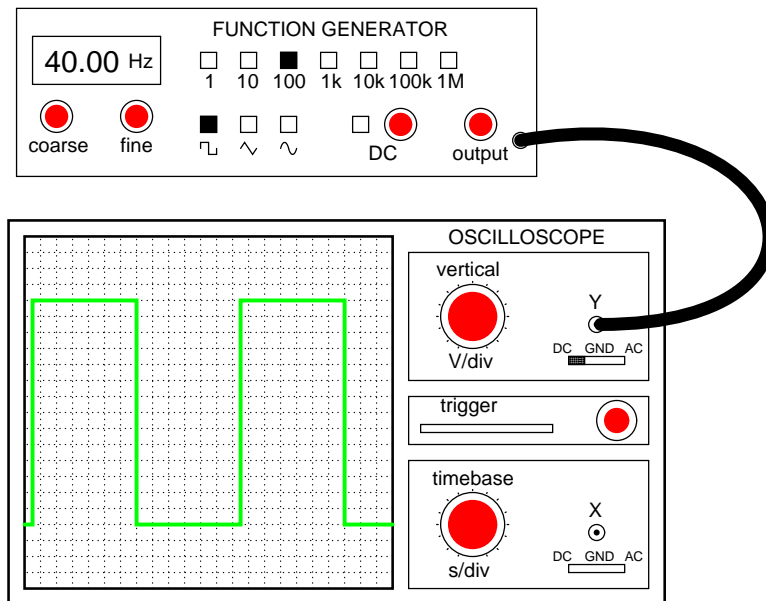 FUNCTION GENERATOR
40.00 Hz
1 10 100 1k 10k 100k 1M
coarse fine DC output
OSCILLOSCOPE
vertical
Y
DC GND AC
V/div
trigger
timebase
X
DC GND AC
s/div